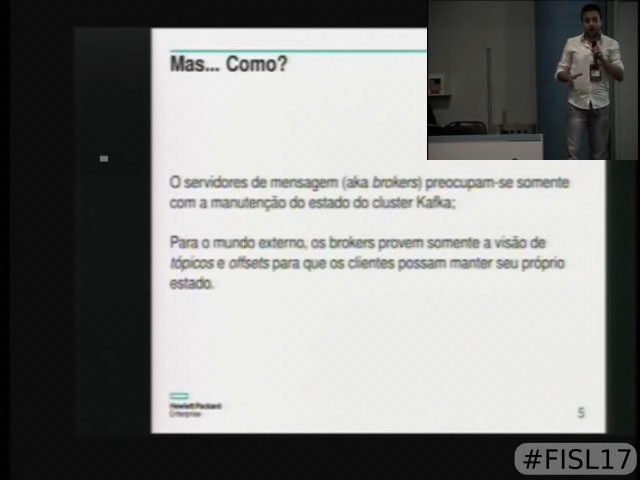 Mas... Como?
O servidores de mensagem (aka brokers) preocupam-se somente
com a manutenção do estado do cluster Kafka;
Para o mundo externo, os brokers provem somente a visão de
tópicos e offsets para que os clientes possam manter seu próprio
estado.
Hewlett Packard
Enterprise
5
#FISL17